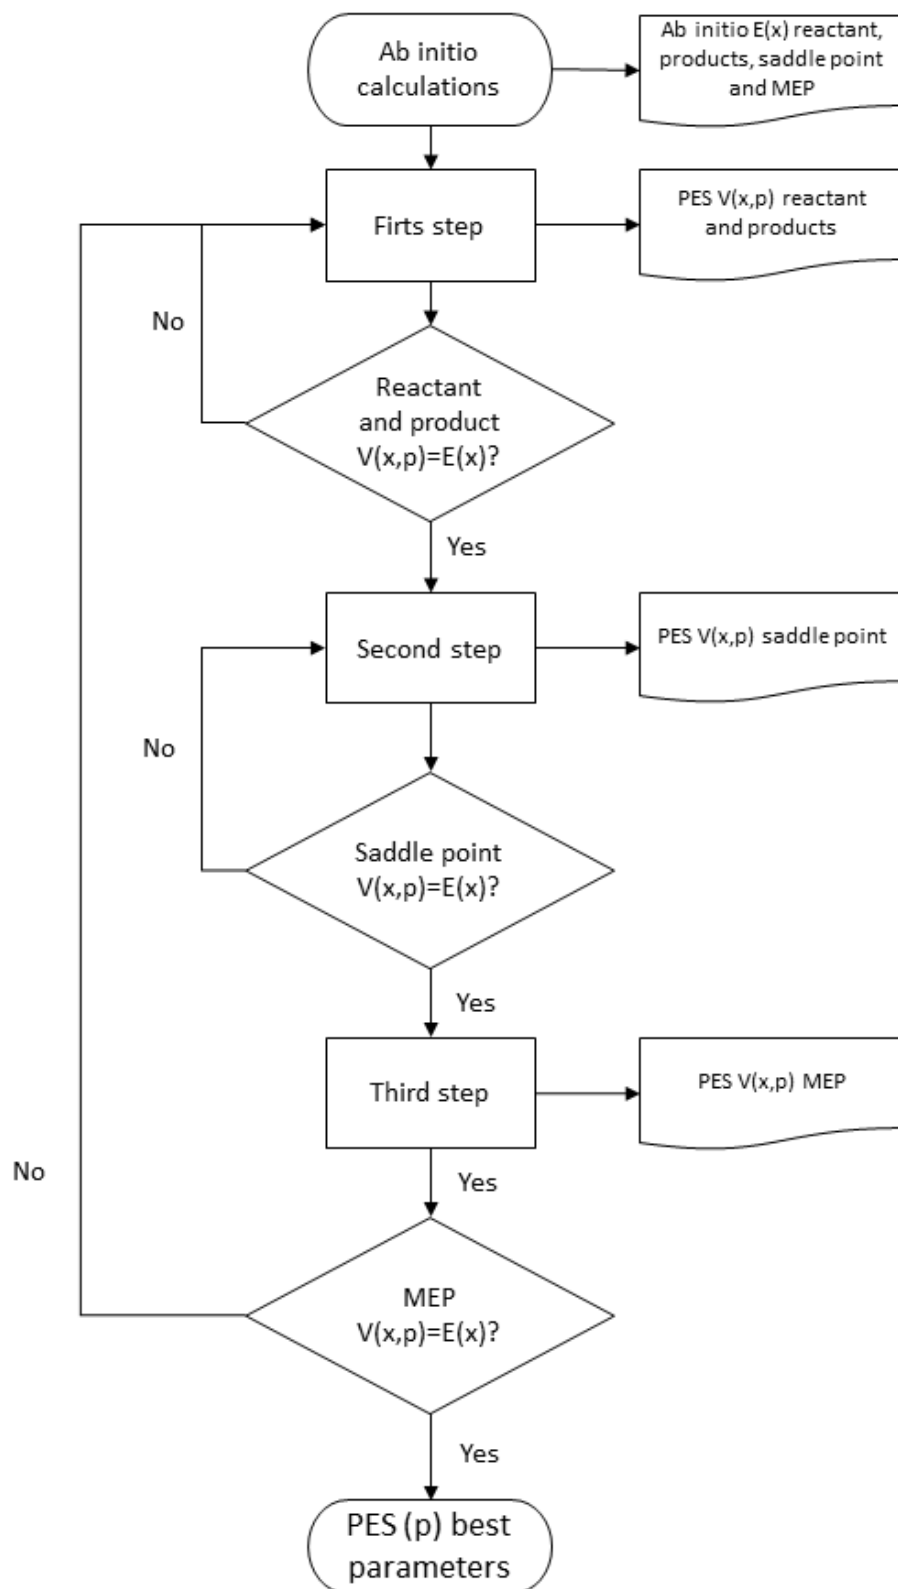 Ab initio
calculations
Ab initio E(x) reactant,
products, saddle point
and MEP
Firts step
PES V(x,p) reactant
and products
No
Reactant
and product
V(x,p)=E(x)?
Yes
Second step
PES V(x,p) saddle point
No
Saddle point
V(x,p)=E(x)?
Yes
Third step
PES V(x,p) MEP
No
Yes
MEP
V(x,p)=E(x)?
Yes
PES (p) best
parameters